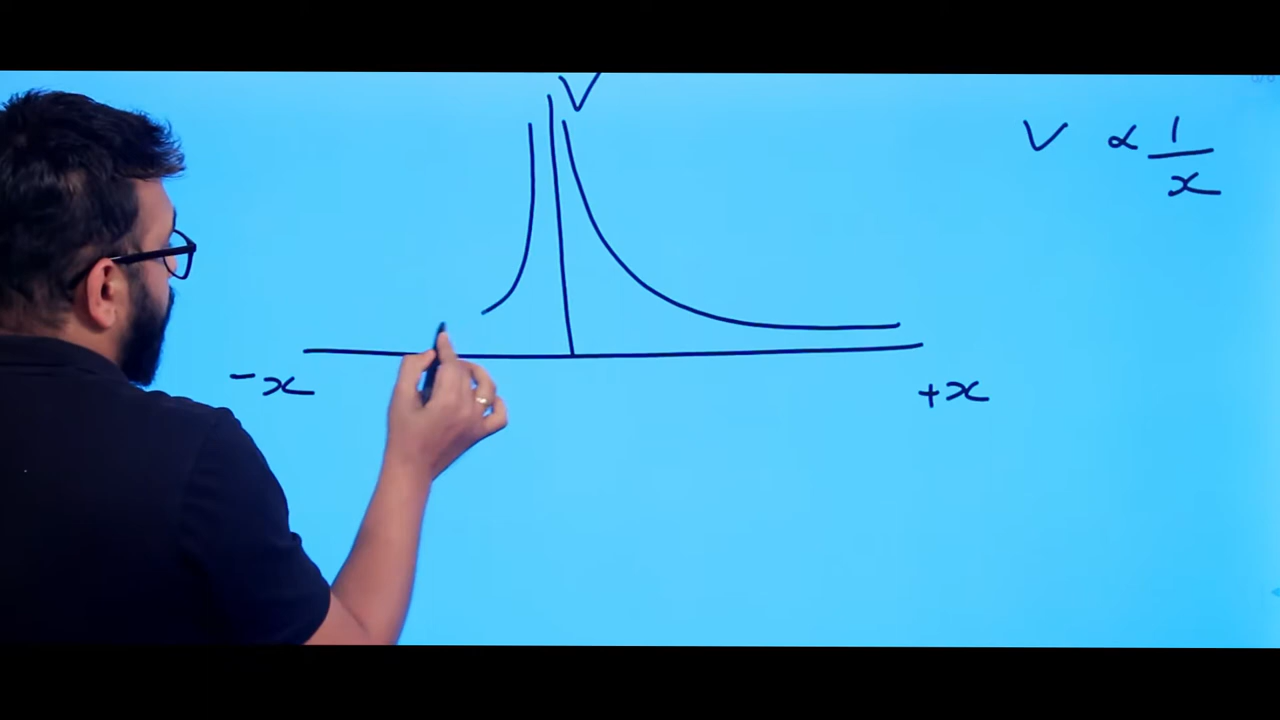 V
V ∝ 1/x
-x
+x